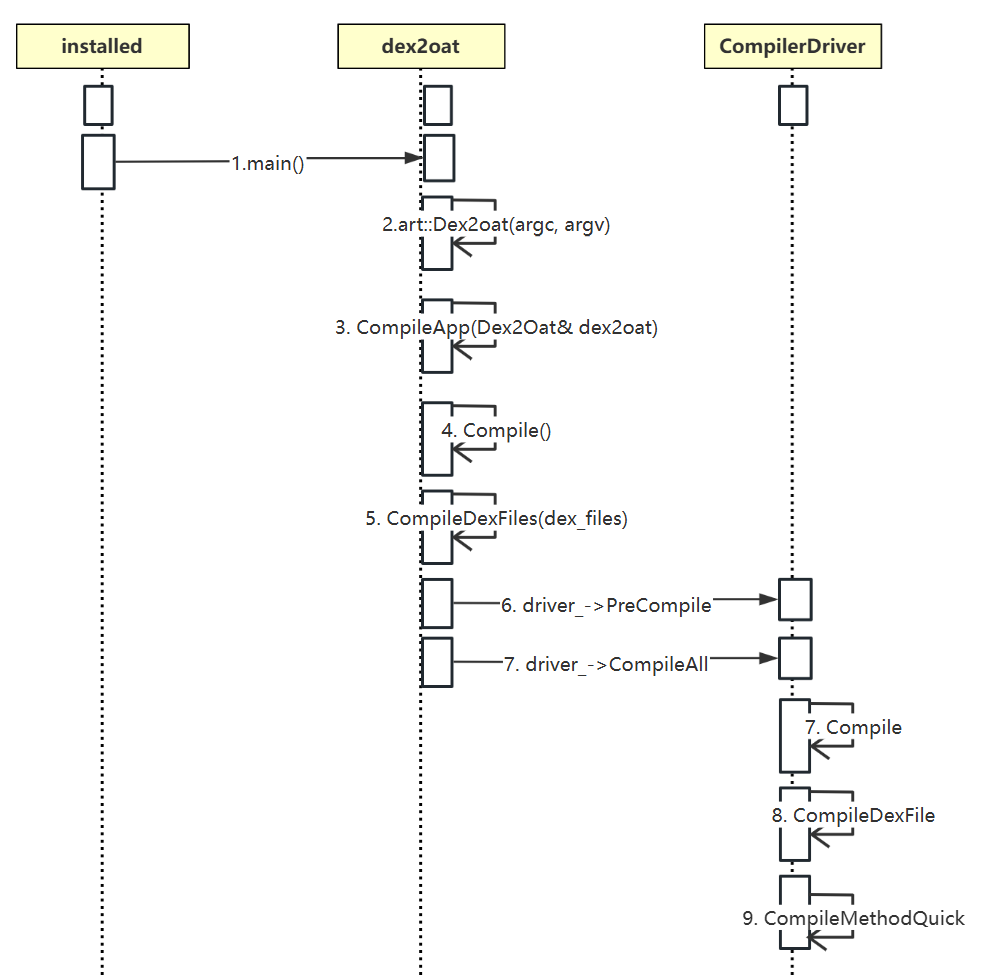 installed
dex2oat
CompilerDriver
1.main()
2.art::Dex2oat(argc, argv)
3. CompileApp(Dex2Oat& dex2oat)
4. Compile()
5. CompileDexFiles(dex_files)
6. driver_->PreCompile
7. driver_->CompileAll
7. Compile
8. CompileDexFile
9. CompileMethodQuick